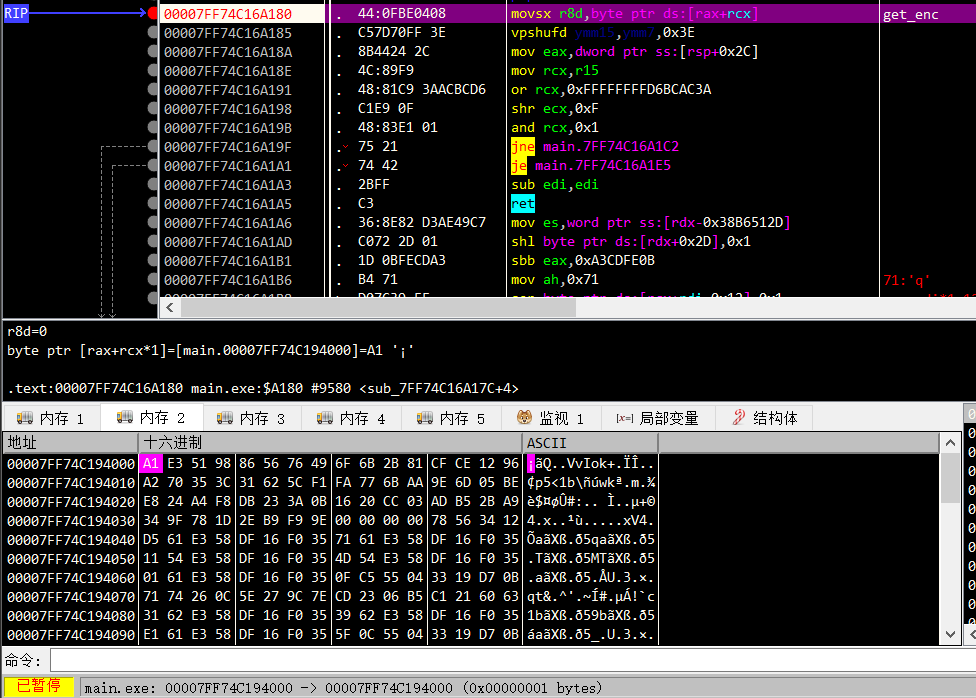 RIP 00007FF74C16A180 . 44:0FBE0408 movsx r8d,byte ptr ds:[rax+rcx] get_enc
00007FF74C16A185 . C57D70FF 3E vpshufd ymm15,ymm7,0x3E
00007FF74C16A18A . 8B4424 2C mov eax,dword ptr ss:[rsp+0x2C]
00007FF74C16A18E . 4C:89F9 mov rcx,r15
00007FF74C16A191 . 48:81C9 3AACBCD6 or rcx,0xFFFFFFFFD6BCAC3A
00007FF74C16A198 . C1E9 0F shr ecx,0xF
00007FF74C16A19B . 48:83E1 01 and rcx,0x1
00007FF74C16A19F . 75 21 jne main.7FF74C16A1C2
00007FF74C16A1A1 . 74 42 je main.7FF74C16A1E5
00007FF74C16A1A3 . 2BFF sub edi,edi
00007FF74C16A1A5 . C3 ret
00007FF74C16A1A6 . 36:8E82 D3AE49C7 mov es,word ptr ss:[rdx-0x38B6512D]
00007FF74C16A1AD . C072 2D 01 shl byte ptr ds:[rdx+0x2D],0x1
00007FF74C16A1B1 . 1D 0BFECDA3 sbb eax,0xA3CDFE0B
00007FF74C16A1B6 . B4 71 mov ah,0x71 71:'q'
r8d=0
byte ptr [rax+rcx*1]=[main.00007FF74C194000]=A1 '¡'
.text:00007FF74C16A180 main.exe:$A180 #9580 <sub_7FF74C16A17C+4>
内存 1 内存 2 内存 3 内存 4 内存 5 监视 1 [x=] 局部变量 结构体
地址 十六进制 ASCII
00007FF74C194000 A1 E3 51 98 86 56 76 49 6F 6B 2B 81 CF CE 12 96 ¡ãQ..VvIok+.ÏÎ..
00007FF74C194010 A2 70 35 3C 31 62 5C F1 FA 77 6B AA 9E 6D 05 BE ¢p5<1b\ñúwkª.m.¾
00007FF74C194020 E8 24 A4 F8 DB 23 3A 0B 16 20 CC 03 AD B5 2B A9 è$¤øÛ#:.. Ì..µ+©
00007FF74C194030 34 9F 78 1D 2E B9 F9 9E 00 00 00 00 78 56 34 12 4.x..¹ù.....xV4.
00007FF74C194040 D5 61 E3 58 DF 16 F0 35 71 61 E3 58 DF 16 F0 35 ÕaãXß.ð5qaãXß.ð5
00007FF74C194050 11 54 E3 58 DF 16 F0 35 4D 54 E3 58 DF 16 F0 35 .TãXß.ð5MTãXß.ð5
00007FF74C194060 01 61 E3 58 DF 16 F0 35 0F C5 55 04 33 19 D7 0B .aãXß.ð5.ÅU.3.×.
00007FF74C194070 71 74 26 0C 5E 27 9C 7E CD 23 06 B5 C1 21 60 63 qt&.^'.~Í#.µÁ!`c
00007FF74C194080 31 62 E3 58 DF 16 F0 35 39 62 E3 58 DF 16 F0 35 1bãXß.ð59bãXß.ð5
00007FF74C194090 E1 61 E3 58 DF 16 F0 35 5F 0C 55 04 33 19 D7 0B áaãXß.ð5_.U.3.×.
命令:
已暂停 main.exe: 00007FF74C194000 -> 00007FF74C194000 (0x00000001 bytes)